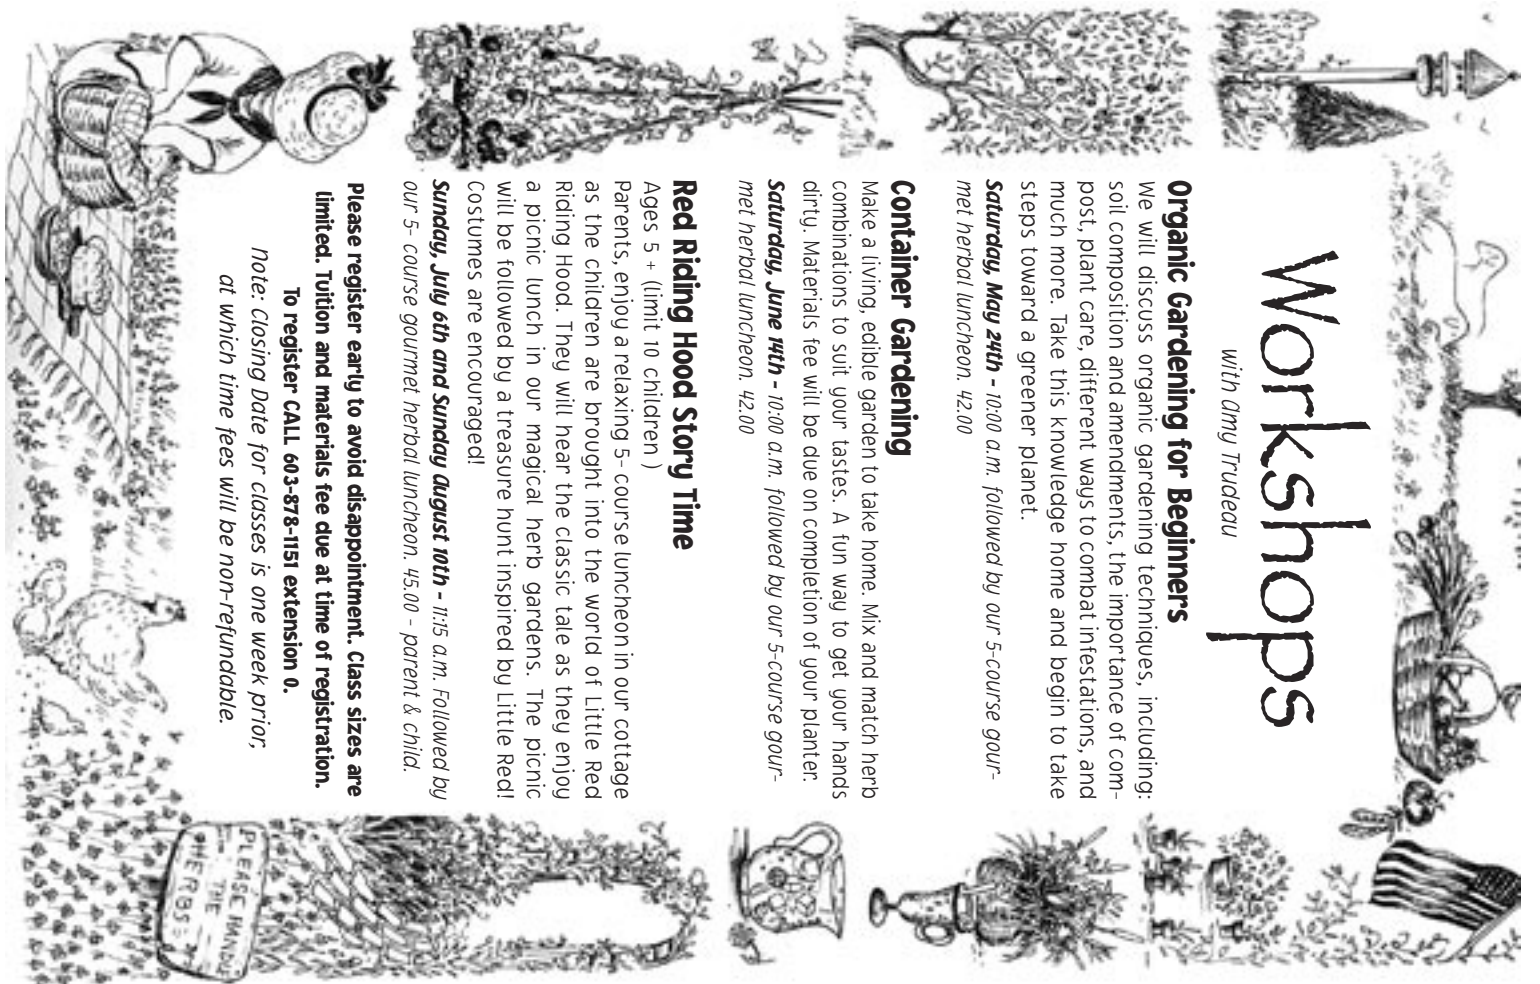 Workshops
with Amy Trudeau
Organic Gardening for Beginners
We will discuss organic gardening techniques, including:
soil composition and amendments, the importance of com-
post, plant care, different ways to combat infestations, and
much more. Take this knowledge home and begin to take
steps toward a greener planet.
Saturday, May 24th - 10:00 a.m. followed by our 5-course gour-
met herbal luncheon. 42.00
Container Gardening
Make a living, edible garden to take home. Mix and match herb
combinations to suit your tastes. A fun way to get your hands
dirty. Materials fee will be due on completion of your planter.
Saturday, June 14th - 10:00 a.m. followed by our 5-course gour-
met herbal luncheon. 42.00
Red Riding Hood Story Time
Ages 5 + (limit 10 children )
Parents, enjoy a relaxing 5- course luncheon in our cottage
as the children are brought into the world of Little Red
Riding Hood. They will hear the classic tale as they enjoy
a picnic lunch in our magical herb gardens. The picnic
will be followed by a treasure hunt inspired by Little Red!
Costumes are encouraged!
Sunday, July 6th and Sunday August 10th - 11:15 a.m. Followed by
our 5- course gourmet herbal luncheon. 45.00 - parent & child.
Please register early to avoid disappointment. Class sizes are
limited. Tuition and materials fee due at time of registration.
To register CALL 603-878-1151 extension 0.
Note: Closing Date for classes is one week prior,
at which time fees will be non-refundable.
PLEASE HANDLE
THE
HERBS